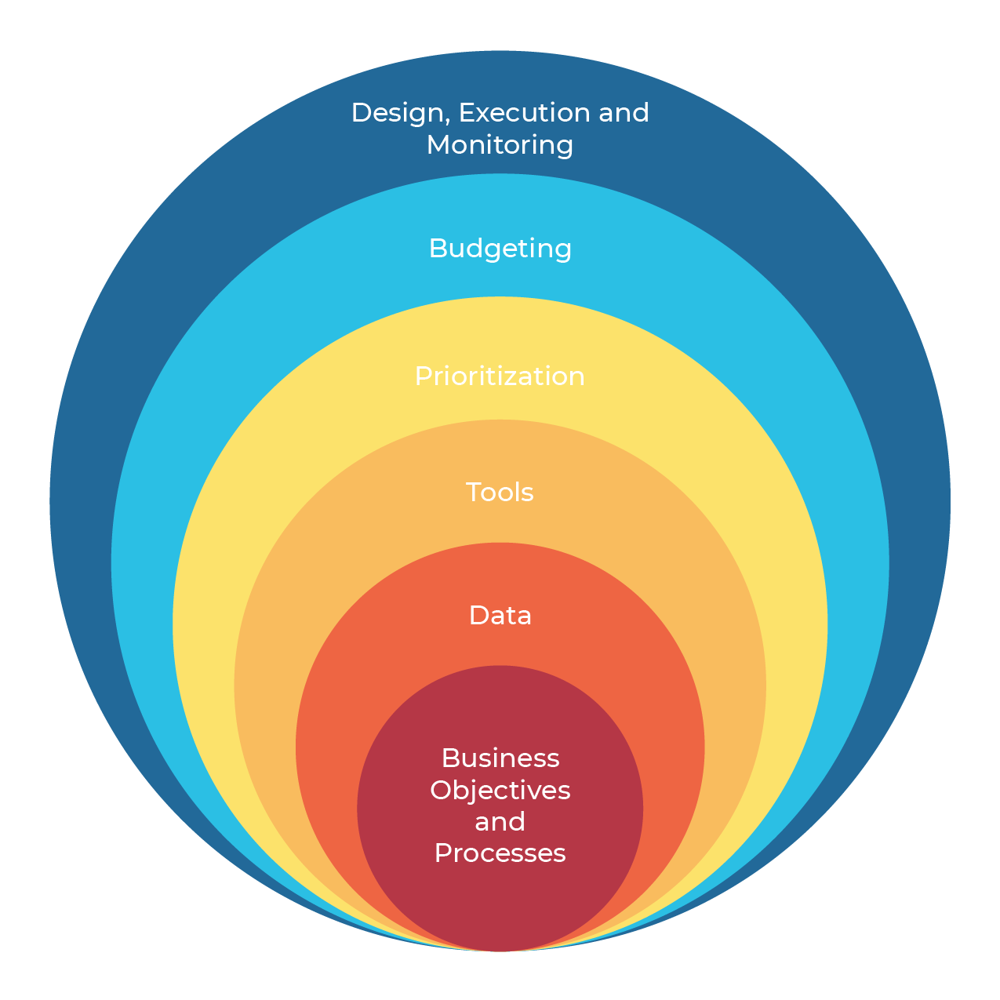 Design, Execution and
Monitoring
Budgeting
Prioritization
Tools
Data
Business
Objectives
and
Processes